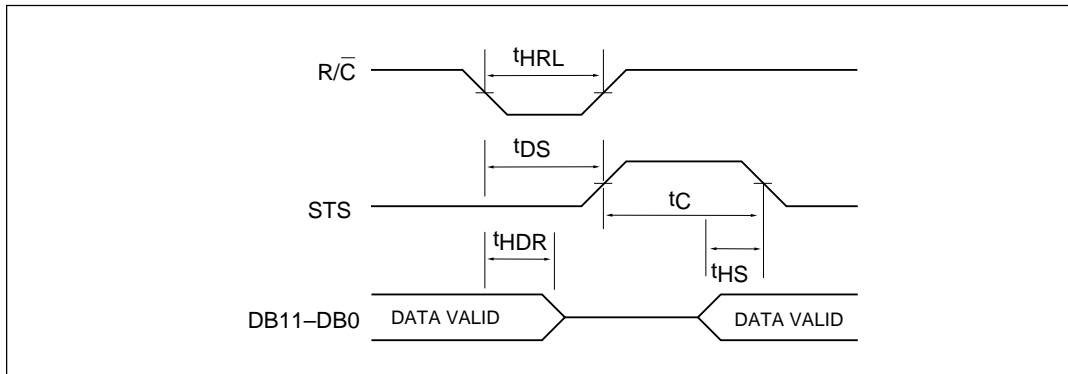 tHRL
R/C̅
tDS
STS
tC
tHDR
tHS
DB11–DB0
DATA VALID
DATA VALID